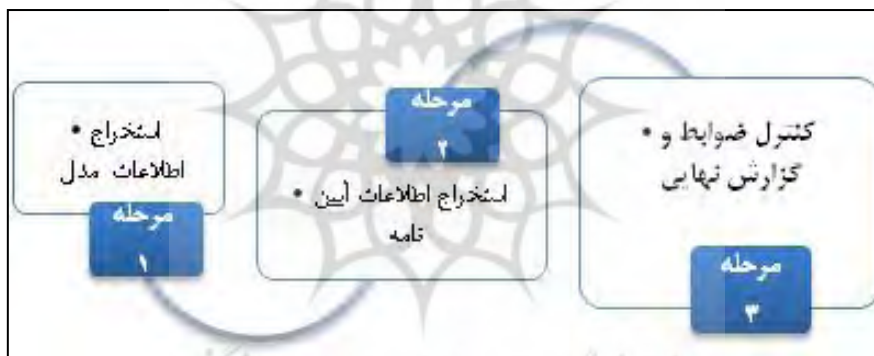 استخراج •
اطلاعات مدل
مرحله
۱
مرحله
۲
استخراج اطلاعات آیین •
نامه
کنترل ضوابط و •
گزارش نهایی
مرحله
۳